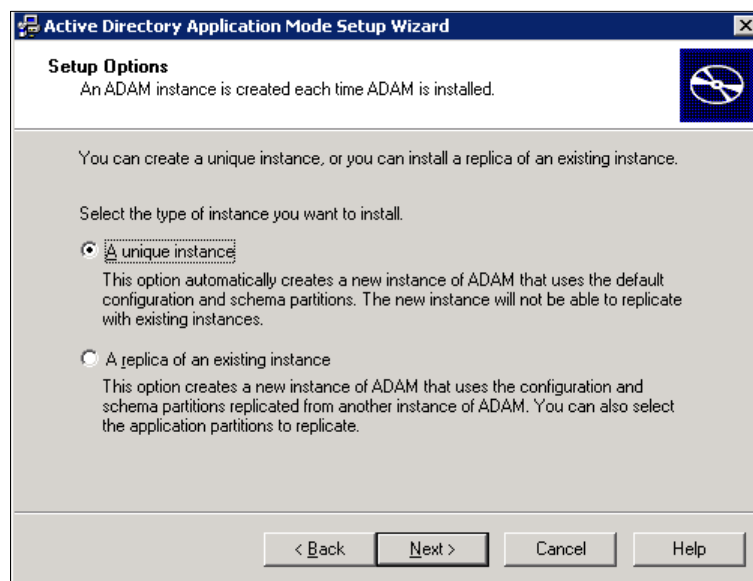 Active Directory Application Mode Setup Wizard
Setup Options
An ADAM instance is created each time ADAM is installed.
You can create a unique instance, or you can install a replica of an existing instance.
Select the type of instance you want to install.
A unique instance
This option automatically creates a new instance of ADAM that uses the default
configuration and schema partitions. The new instance will not be able to replicate
with existing instances.
A replica of an existing instance
This option creates a new instance of ADAM that uses the configuration and
schema partitions replicated from another instance of ADAM. You can also select
the application partitions to replicate.
< Back Next > Cancel Help